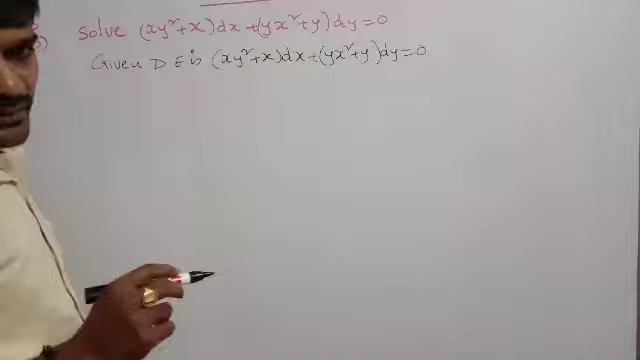 Solve (xy²+x)dx+(yx²+y)dy=0
Given D E is (xy²+x)dx+(yx²+y)dy=0